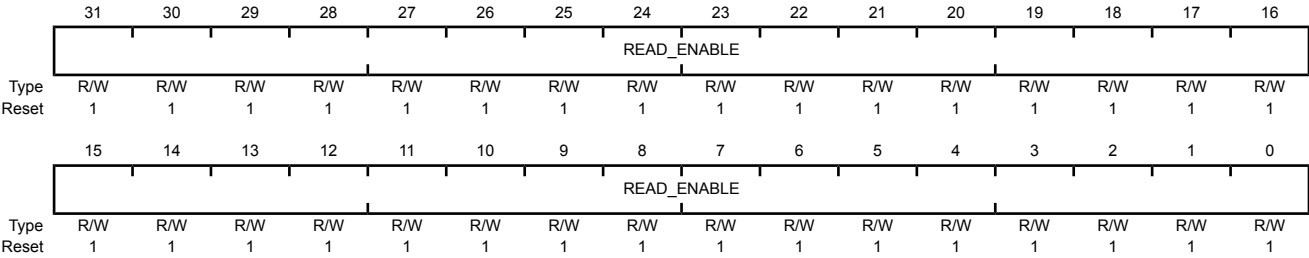 31 30 29 28 27 26 25 24 23 22 21 20 19 18 17 16
READ_ENABLE
Type R/W R/W R/W R/W R/W R/W R/W R/W R/W R/W R/W R/W R/W R/W R/W R/W
Reset 1 1 1 1 1 1 1 1 1 1 1 1 1 1 1 1
15 14 13 12 11 10 9 8 7 6 5 4 3 2 1 0
READ_ENABLE
Type R/W R/W R/W R/W R/W R/W R/W R/W R/W R/W R/W R/W R/W R/W R/W R/W
Reset 1 1 1 1 1 1 1 1 1 1 1 1 1 1 1 1